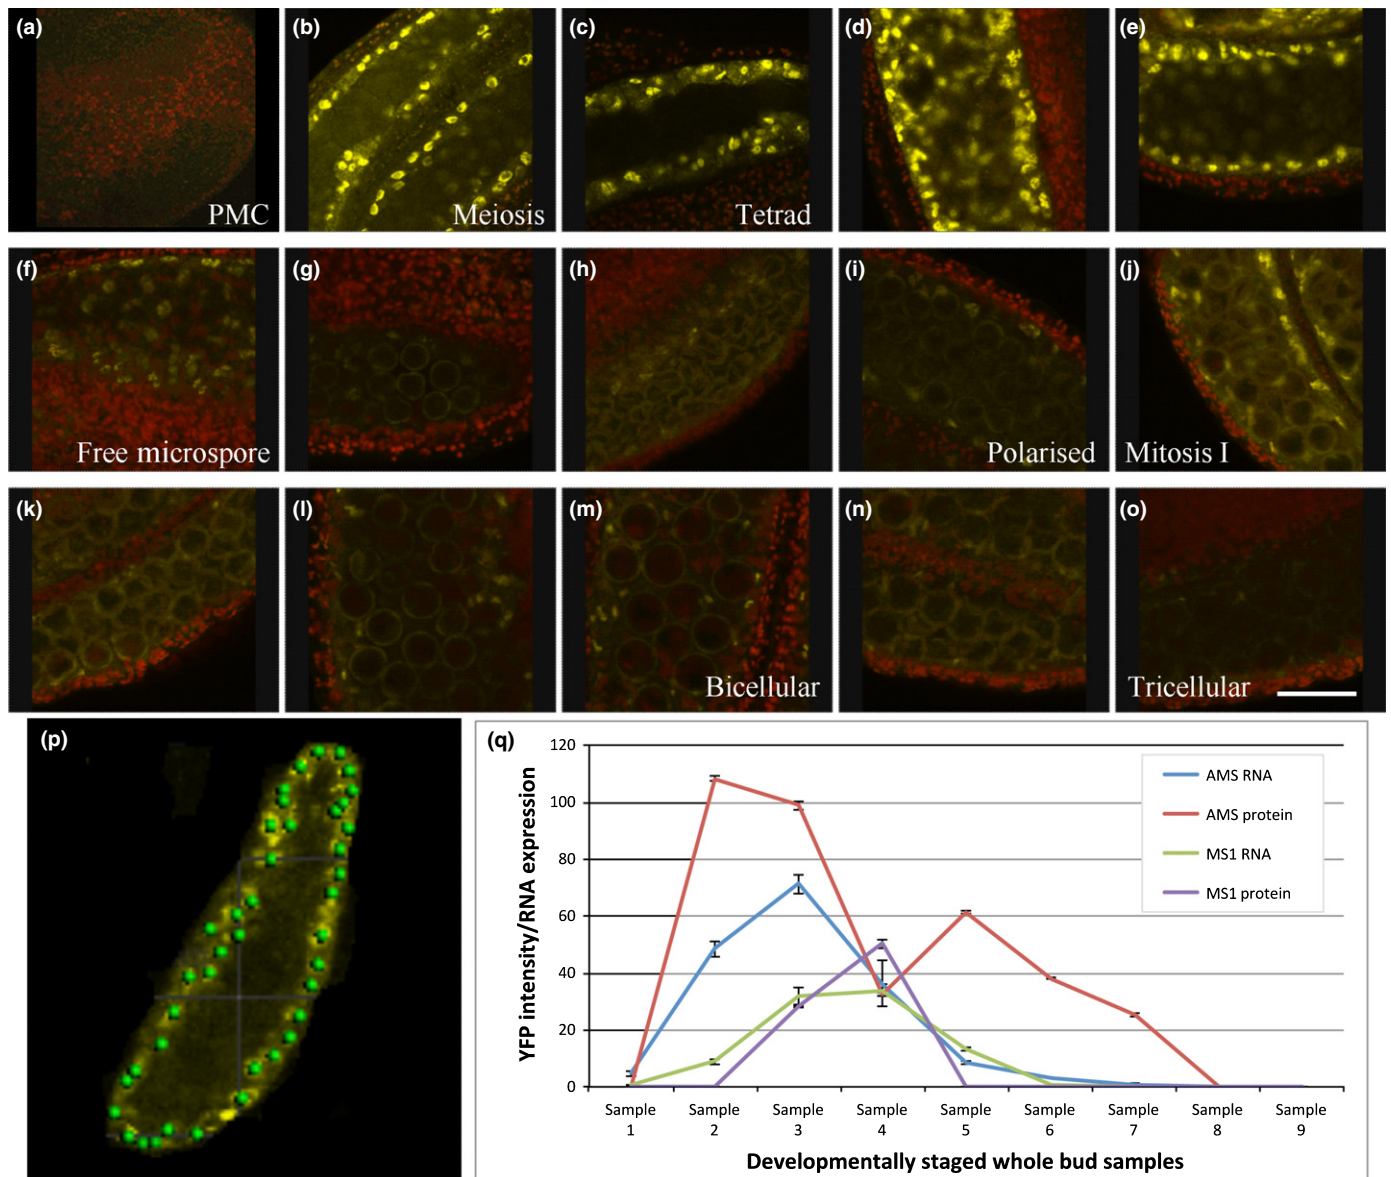 (a)
PMC
(b)
Meiosis
(c)
Tetrad
(d)
(e)
(f)
Free microspore
(g)
(h)
(i)
Polarised
(j)
Mitosis I
(k)
(l)
(m)
Bicellular
(n)
(o)
Tricellular
(p)
(q)
YFP intensity/RNA expression
120
100
80
60
40
20
0
AMS RNA
AMS protein
MS1 RNA
MS1 protein
Sample 1
Sample 2
Sample 3
Sample 4
Sample 5
Sample 6
Sample 7
Sample 8
Sample 9
Developmentally staged whole bud samples